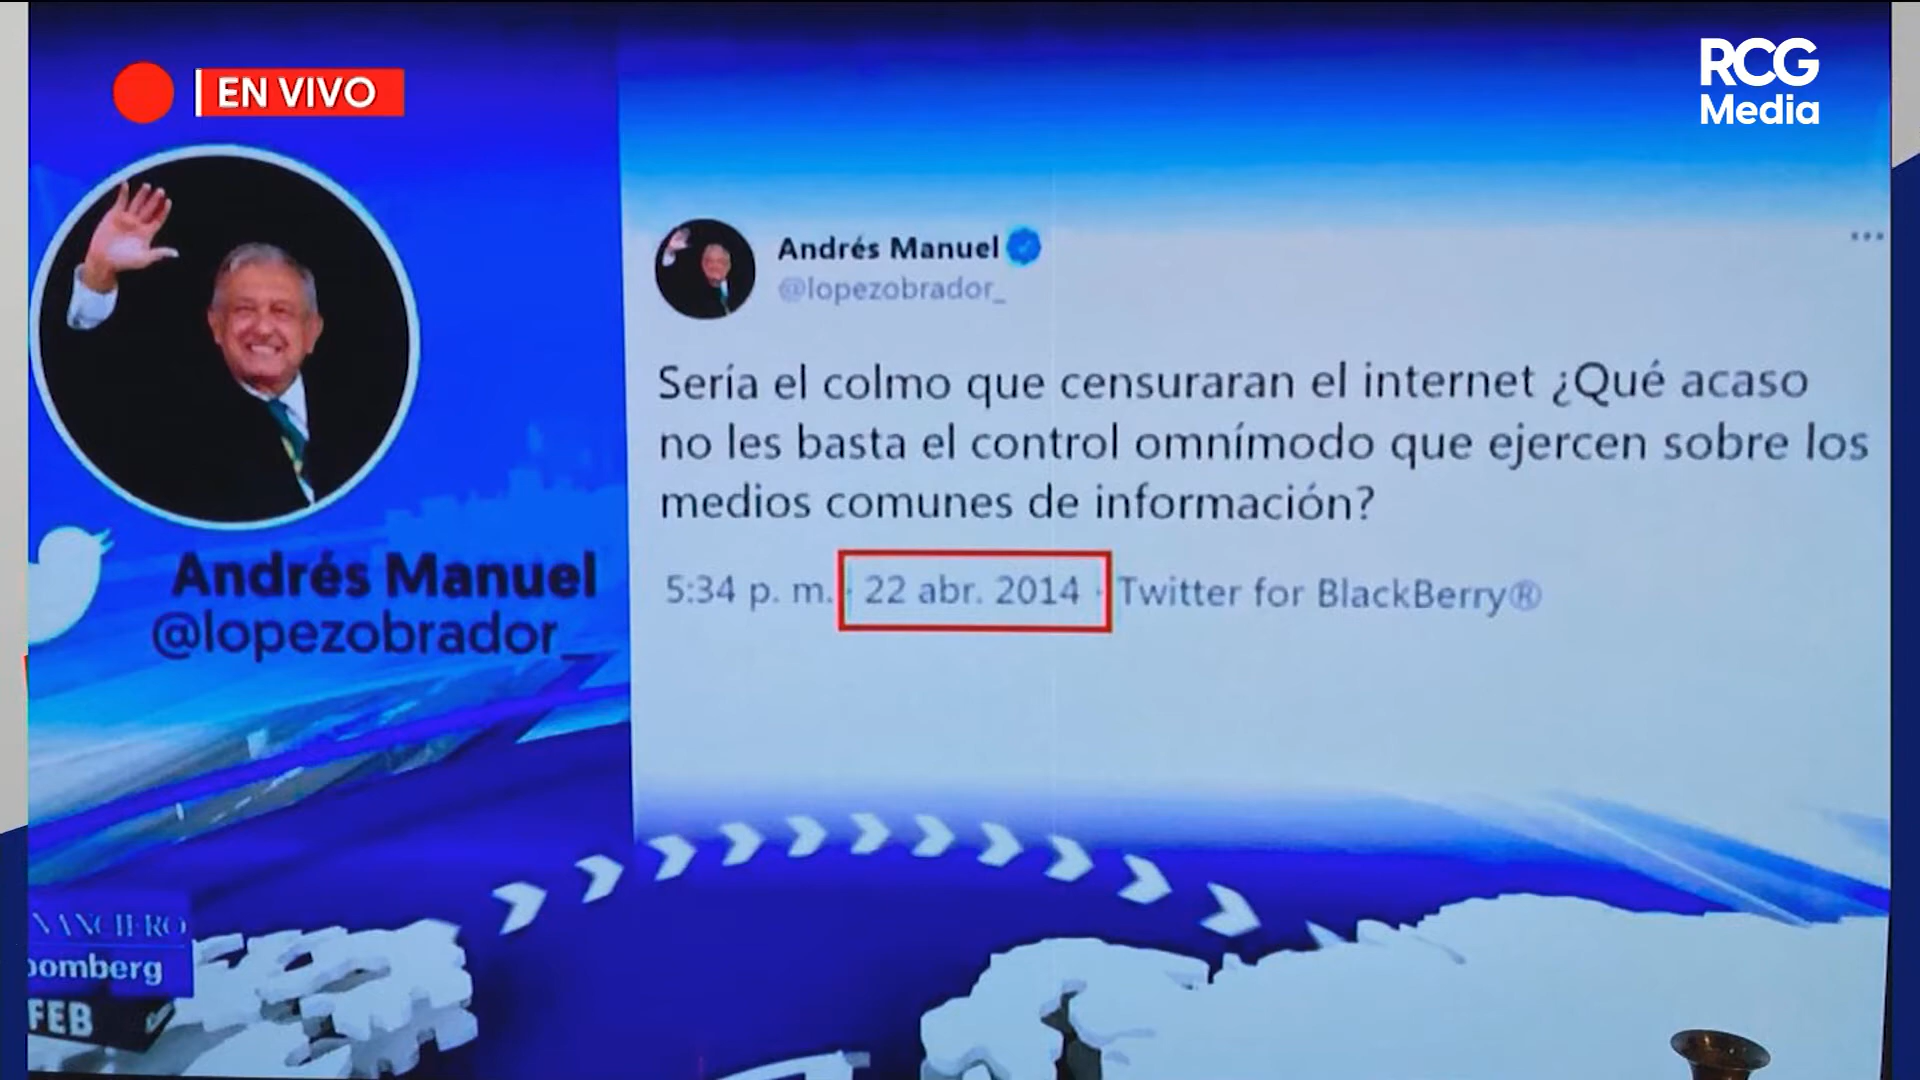 EN VIVO
RCG
Media
Andrés Manuel
@lopezobrador_
Sería el colmo que censuraran el internet ¿Qué acaso
no les basta el control omnímodo que ejercen sobre los
medios comunes de información?
5:34 p. m. · 22 abr. 2014 · Twitter for BlackBerry®
Andrés Manuel
@lopezobrador_
NANCIERO
oomberg
FEB